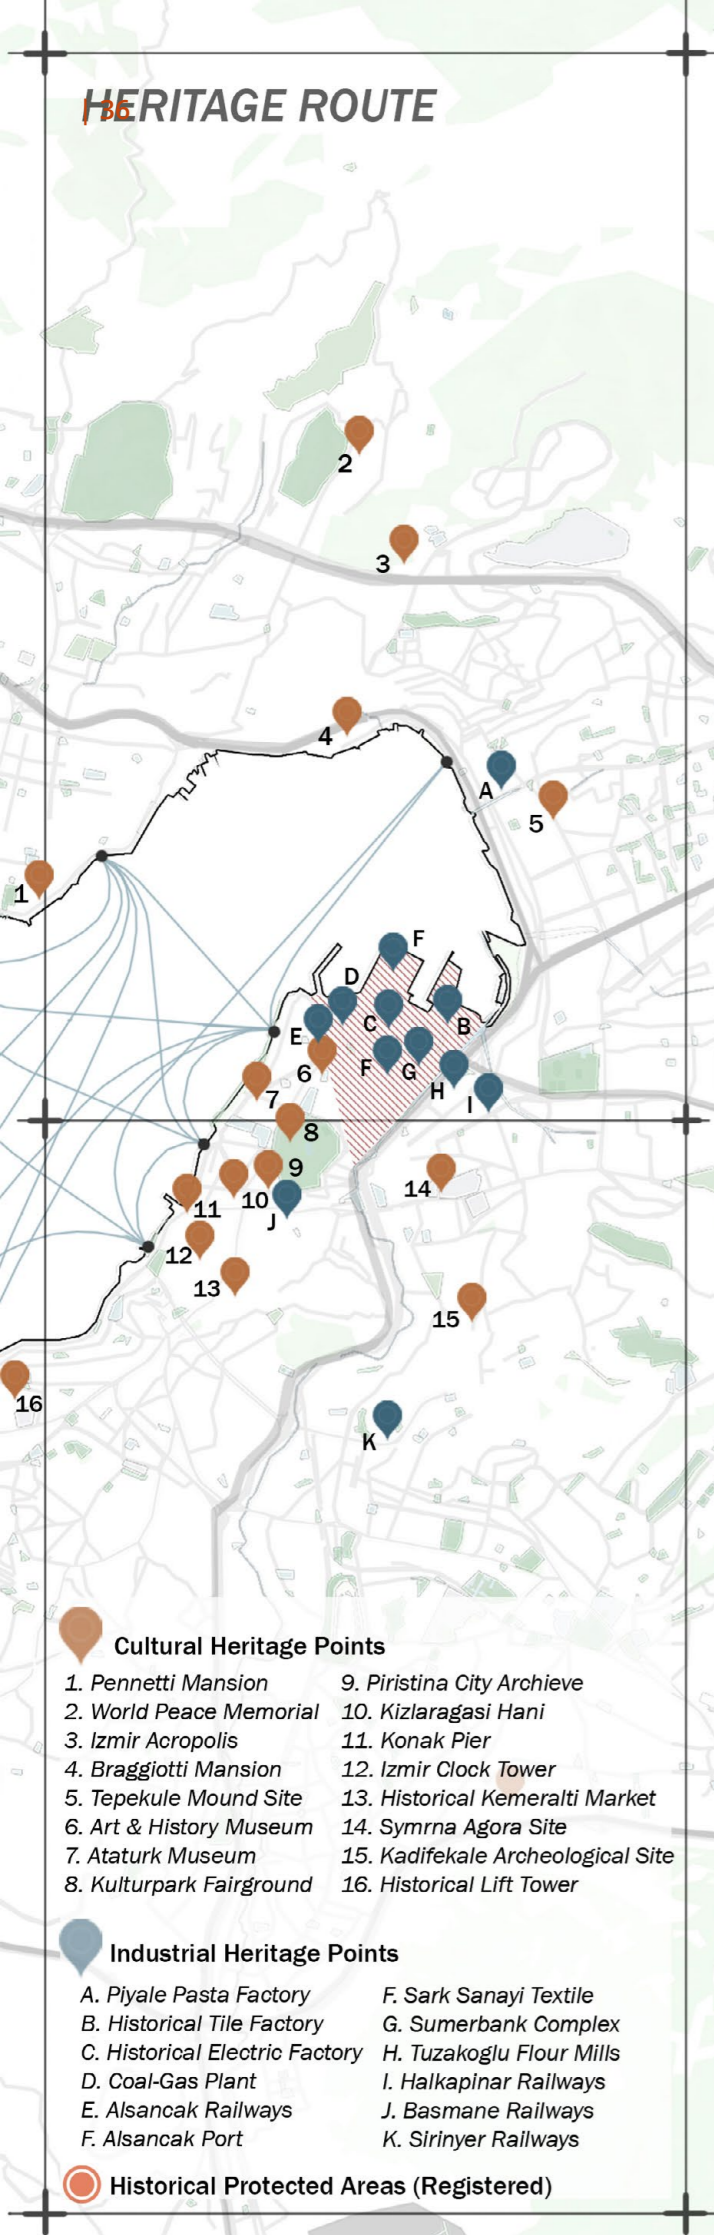 HERITAGE ROUTE
| 36
2
3
4
A
5
1
F
D
C
B
E
F
G
6
H
7
I
8
9
14
10
11
J
12
13
15
16
K
Cultural Heritage Points
1. Pennetti Mansion
2. World Peace Memorial
3. Izmir Acropolis
4. Braggiotti Mansion
5. Tepekule Mound Site
6. Art & History Museum
7. Ataturk Museum
8. Kulturpark Fairground
9. Piristina City Archieve
10. Kizlaragasi Hani
11. Konak Pier
12. Izmir Clock Tower
13. Historical Kemeralti Market
14. Symrna Agora Site
15. Kadifekale Archeological Site
16. Historical Lift Tower
Industrial Heritage Points
A. Piyale Pasta Factory
B. Historical Tile Factory
C. Historical Electric Factory
D. Coal-Gas Plant
E. Alsancak Railways
F. Alsancak Port
F. Sark Sanayi Textile
G. Sumerbank Complex
H. Tuzakoglu Flour Mills
I. Halkapinar Railways
J. Basmane Railways
K. Sirinyer Railways
Historical Protected Areas (Registered)